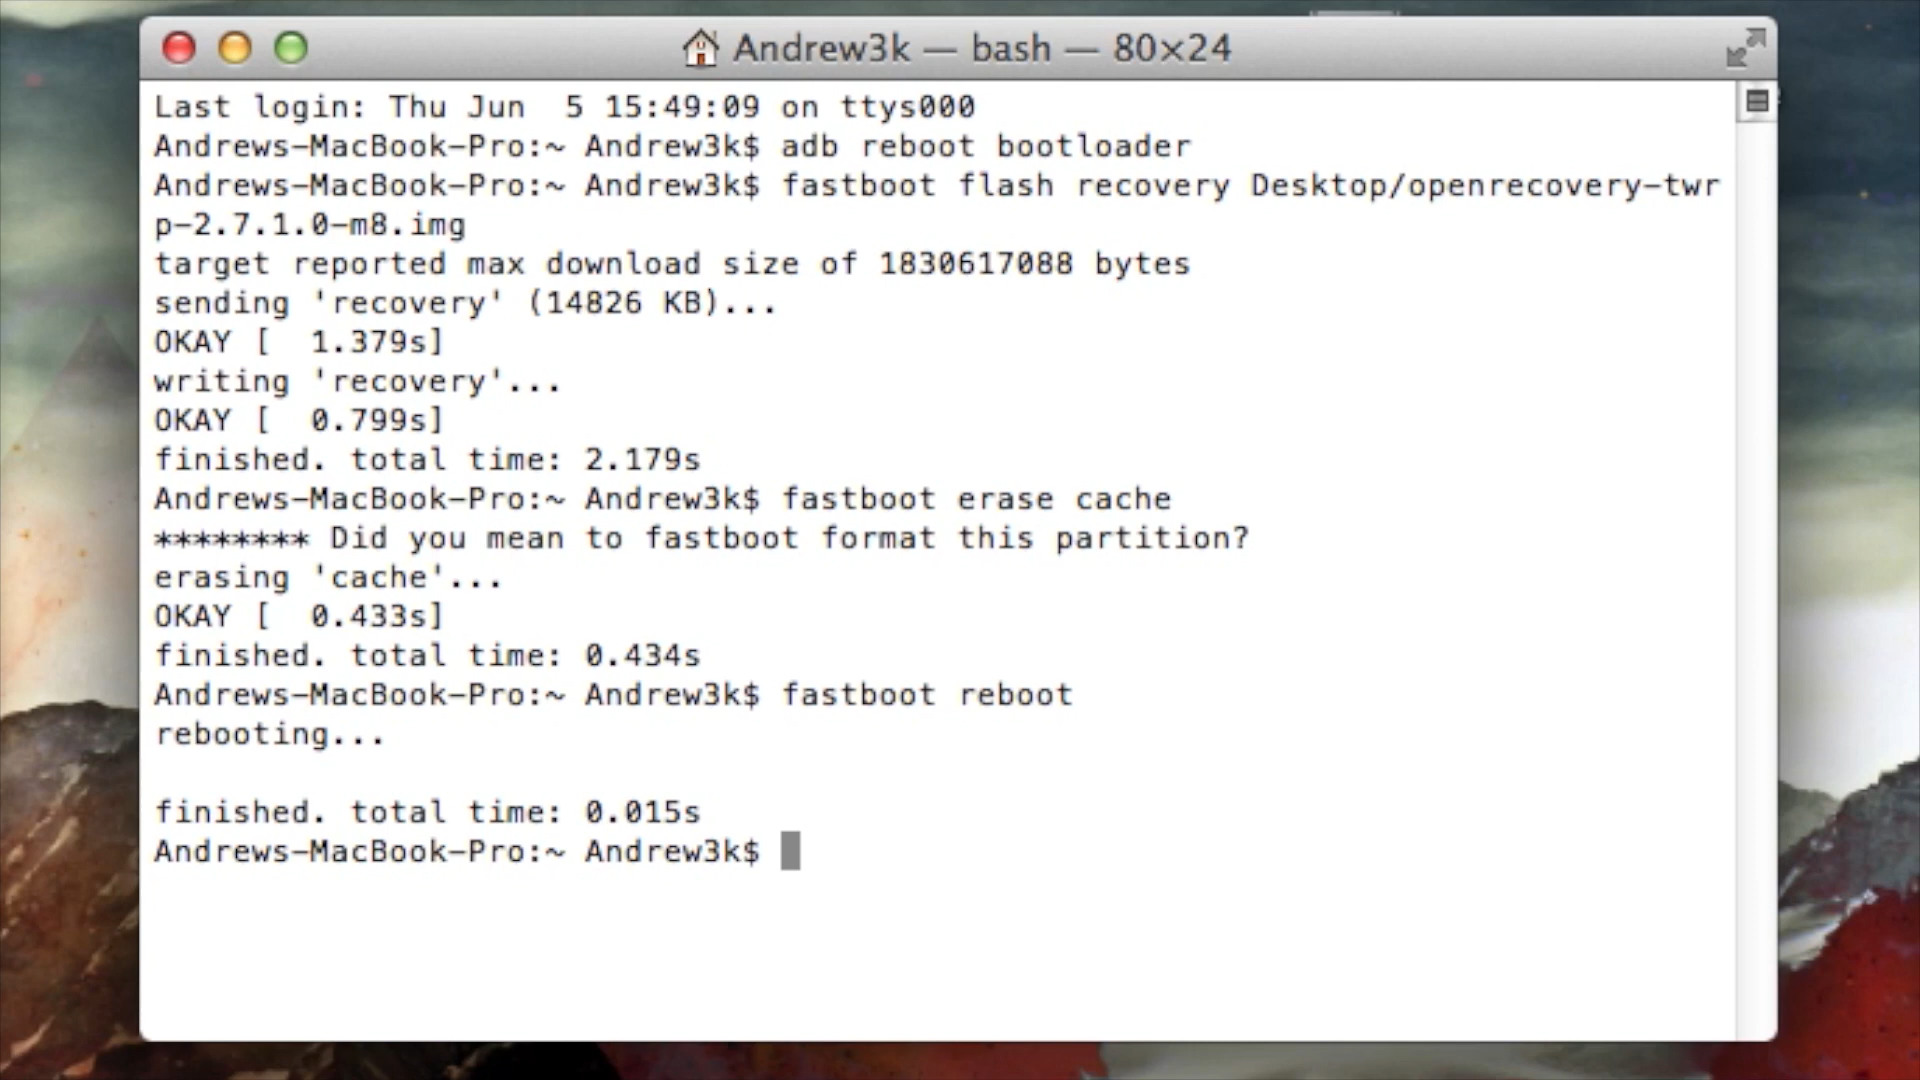 Andrew3k — bash — 80×24
Last login: Thu Jun  5 15:49:09 on ttys000
Andrews-MacBook-Pro:~ Andrew3k$ adb reboot bootloader
Andrews-MacBook-Pro:~ Andrew3k$ fastboot flash recovery Desktop/openrecovery-twr
p-2.7.1.0-m8.img
target reported max download size of 1830617088 bytes
sending 'recovery' (14826 KB)...
OKAY [  1.379s]
writing 'recovery'...
OKAY [  0.799s]
finished. total time: 2.179s
Andrews-MacBook-Pro:~ Andrew3k$ fastboot erase cache
******** Did you mean to fastboot format this partition?
erasing 'cache'...
OKAY [  0.433s]
finished. total time: 0.434s
Andrews-MacBook-Pro:~ Andrew3k$ fastboot reboot
rebooting...
finished. total time: 0.015s
Andrews-MacBook-Pro:~ Andrew3k$